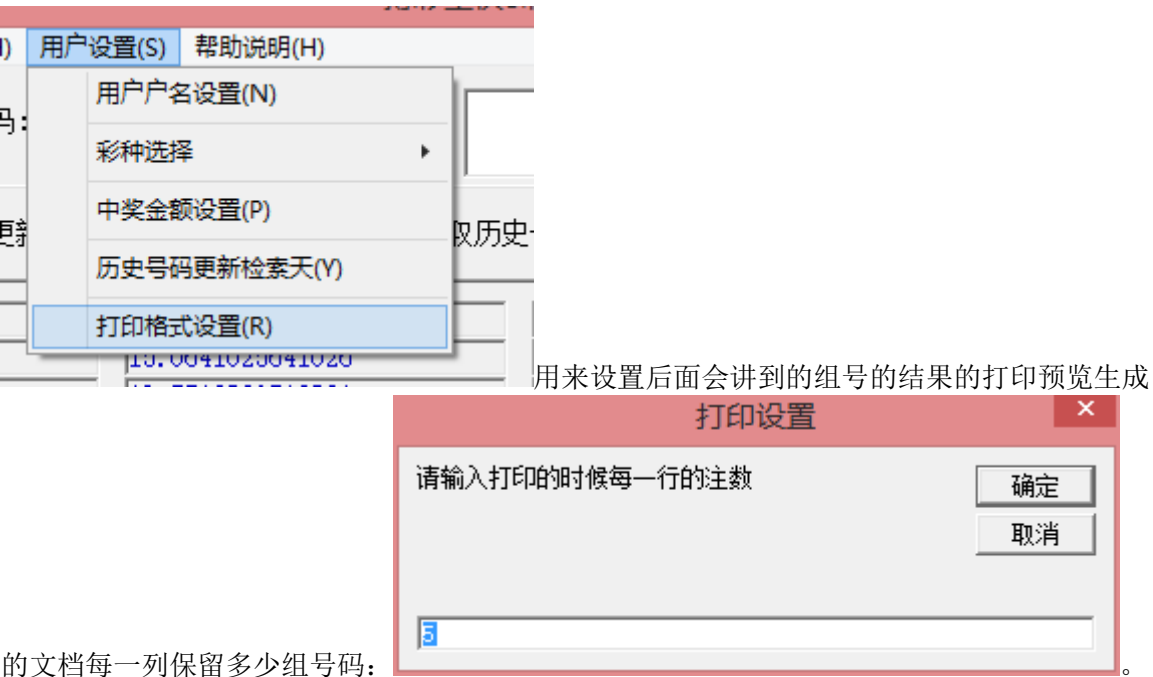 用户设置(S) 帮助说明(H)
用户户名设置(N)
码:
彩种选择
中奖金额设置(P)
更新
取历史
历史号码更新检索天(Y)
打印格式设置(R)
15.0641025641026
用来设置后面会讲到的组号的结果的打印预览生成
打印设置
请输入打印的时候每一行的注数
确定
取消
5
的文档每一列保留多少组号码：
。